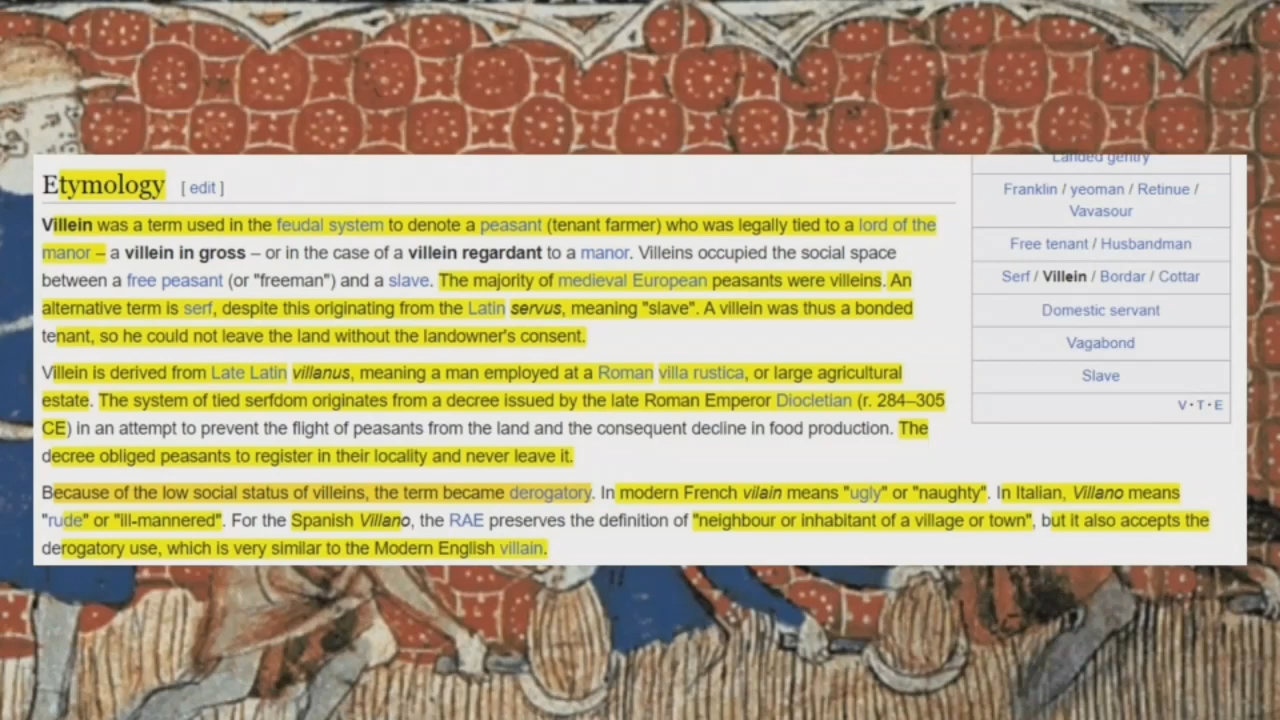 Etymology [ edit ]
Villein was a term used in the feudal system to denote a peasant (tenant farmer) who was legally tied to a lord of the
manor – a villein in gross – or in the case of a villein regardant to a manor. Villeins occupied the social space
between a free peasant (or "freeman") and a slave. The majority of medieval European peasants were villeins. An
alternative term is serf, despite this originating from the Latin servus, meaning "slave". A villein was thus a bonded
tenant, so he could not leave the land without the landowner's consent.
Villein is derived from Late Latin villanus, meaning a man employed at a Roman villa rustica, or large agricultural
estate. The system of tied serfdom originates from a decree issued by the late Roman Emperor Diocletian (r. 284–305
CE) in an attempt to prevent the flight of peasants from the land and the consequent decline in food production. The
decree obliged peasants to register in their locality and never leave it.
Because of the low social status of villeins, the term became derogatory. In modern French vilain means "ugly" or "naughty". In Italian, Villano means
"rude" or "ill-mannered". For the Spanish Villano, the RAE preserves the definition of "neighbour or inhabitant of a village or town", but it also accepts the
derogatory use, which is very similar to the Modern English villain.
Landed gentry
Franklin / yeoman / Retinue /
Vavasour
Free tenant / Husbandman
Serf / Villein / Bordar / Cottar
Domestic servant
Vagabond
Slave
V • T • E